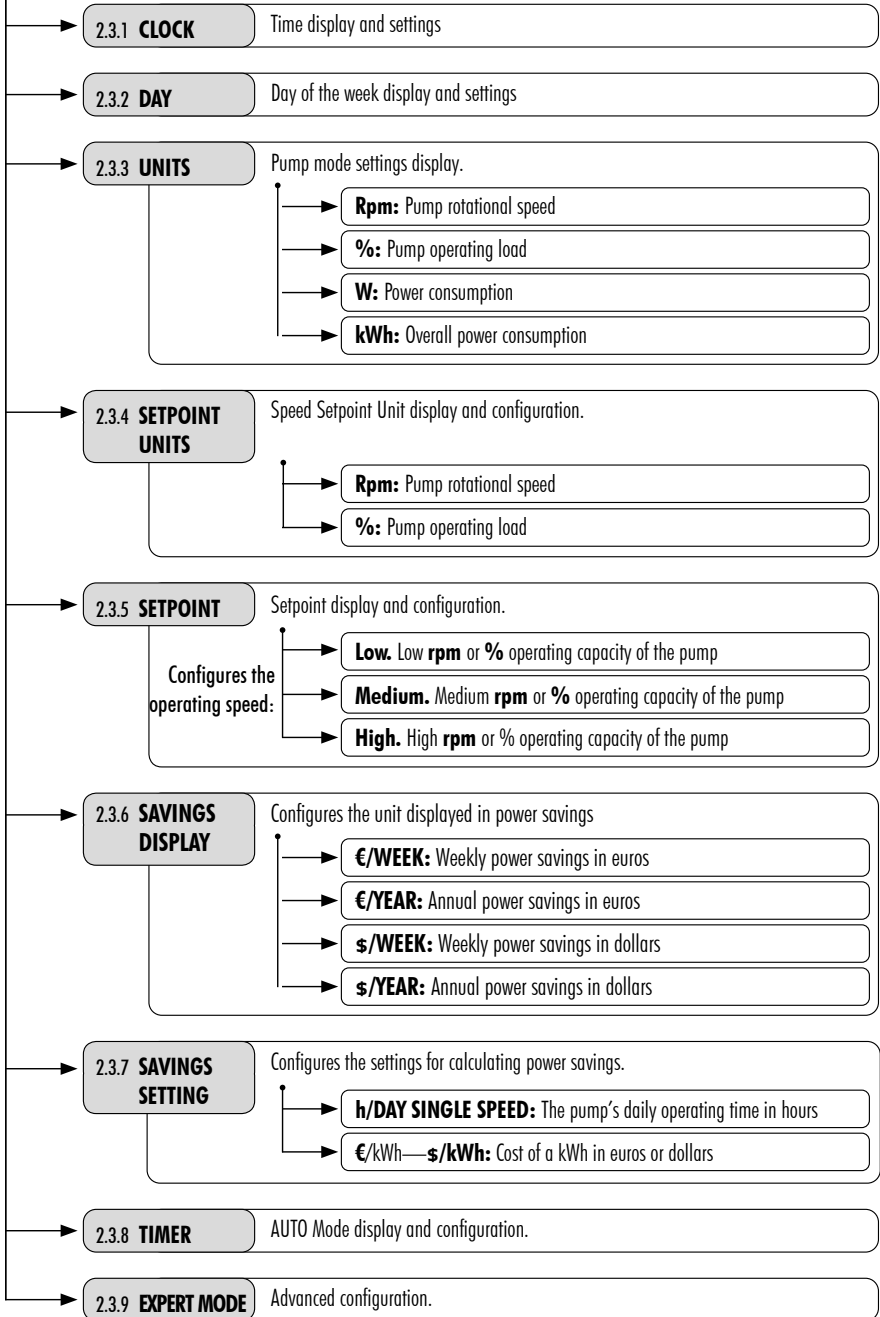 2.3.1 CLOCK Time display and settings
2.3.2 DAY Day of the week display and settings
2.3.3 UNITS Pump mode settings display.
Rpm: Pump rotational speed
%: Pump operating load
W: Power consumption
kWh: Overall power consumption
2.3.4 SETPOINT UNITS Speed Setpoint Unit display and configuration.
Rpm: Pump rotational speed
%: Pump operating load
2.3.5 SETPOINT Setpoint display and configuration.
Configures the
operating speed:
Low. Low rpm or % operating capacity of the pump
Medium. Medium rpm or % operating capacity of the pump
High. High rpm or % operating capacity of the pump
2.3.6 SAVINGS DISPLAY Configures the unit displayed in power savings
€/WEEK: Weekly power savings in euros
€/YEAR: Annual power savings in euros
$/WEEK: Weekly power savings in dollars
$/YEAR: Annual power savings in dollars
2.3.7 SAVINGS SETTING Configures the settings for calculating power savings.
h/DAY SINGLE SPEED: The pump's daily operating time in hours
€/kWh—$/kWh: Cost of a kWh in euros or dollars
2.3.8 TIMER AUTO Mode display and configuration.
2.3.9 EXPERT MODE Advanced configuration.